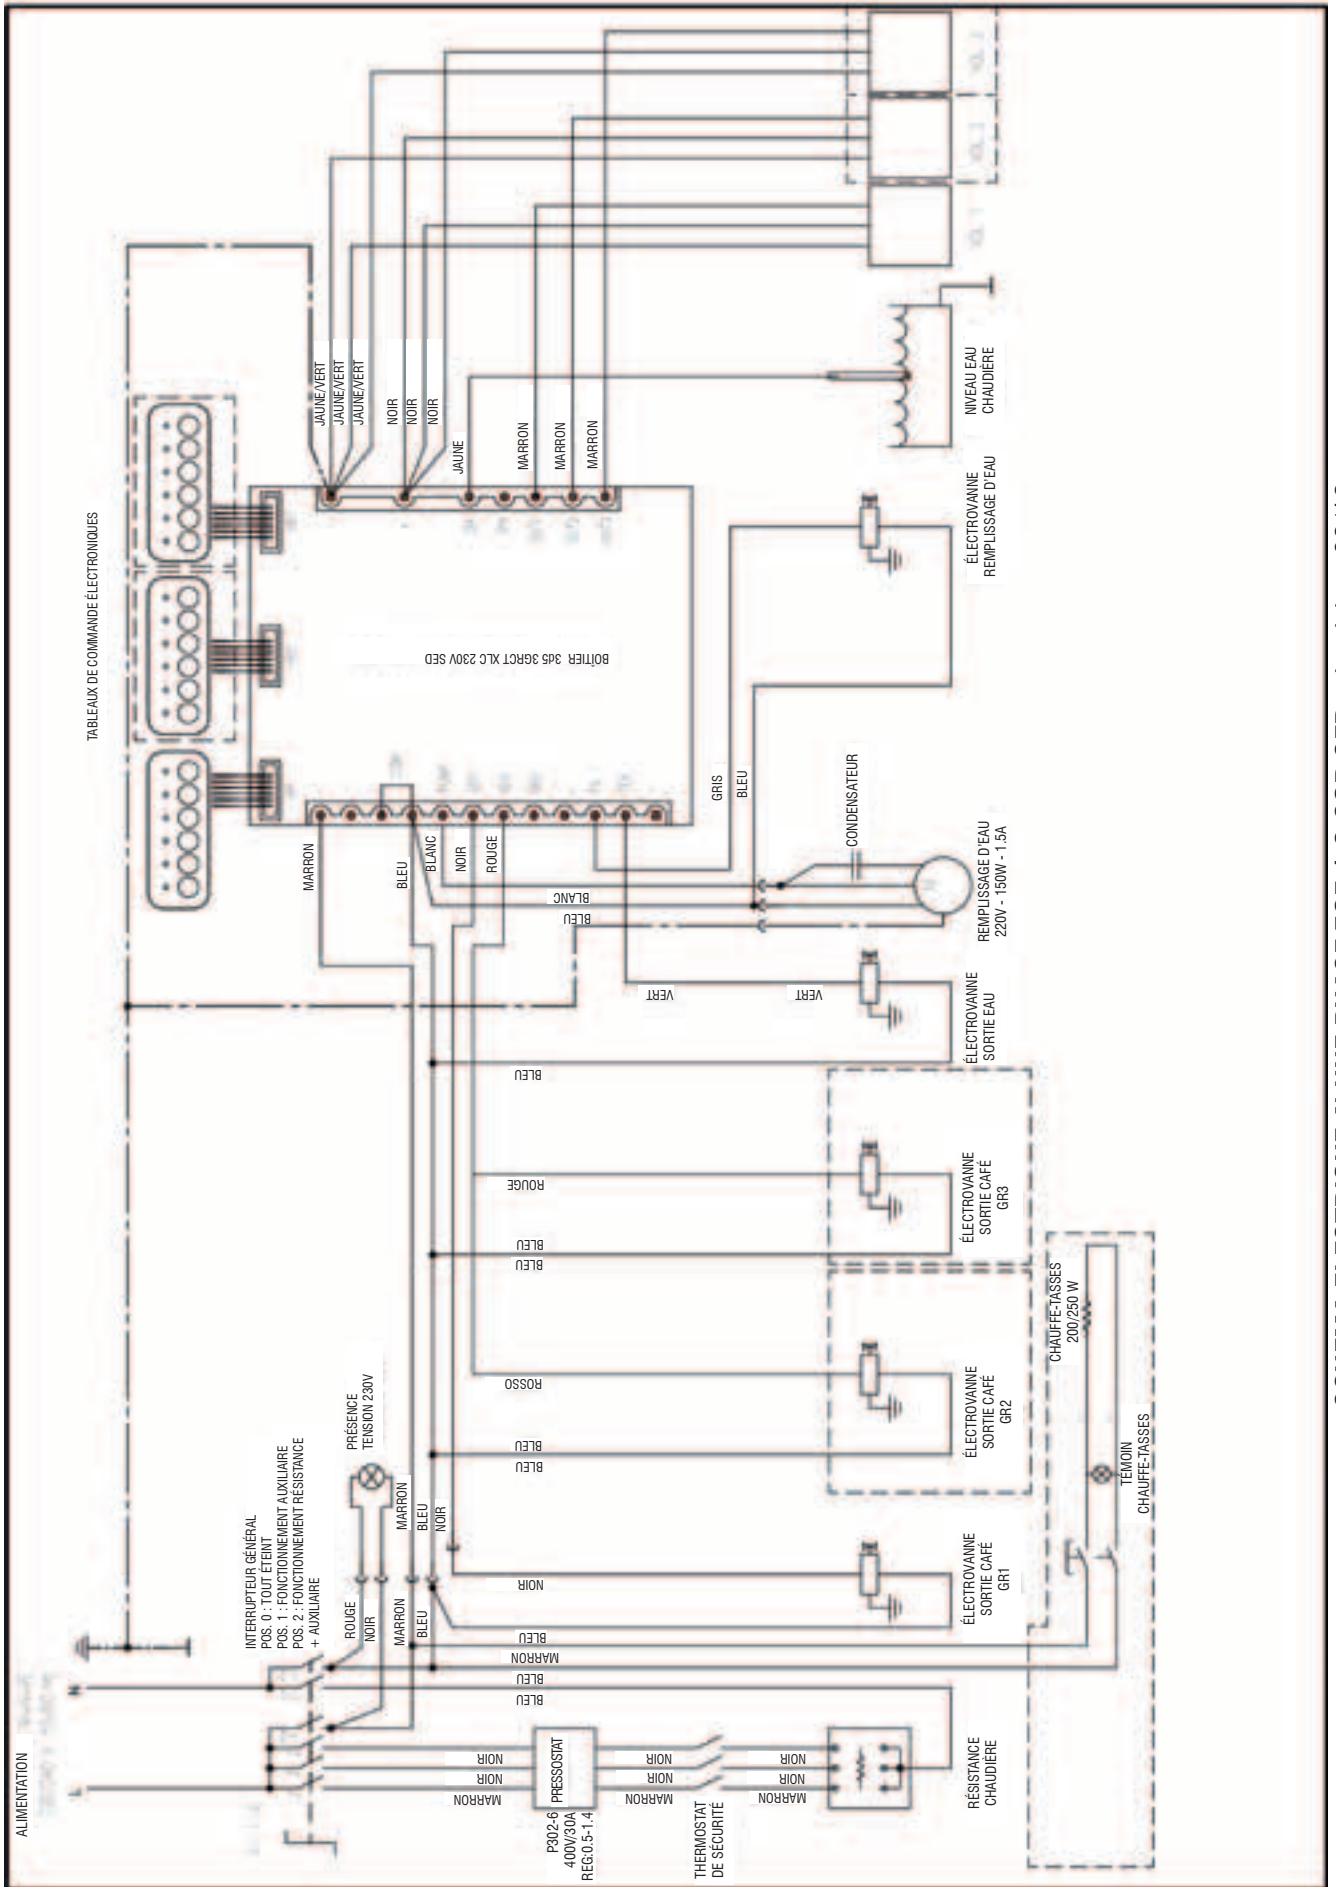 TABLEAUX DE COMMANDE ÉLECTRONIQUES
JAUNE/VERT
JAUNE/VERT
JAUNE/VERT
NOIR
NOIR
NOIR
JAUNE
MARRON
MARRON
MARRON
BOÎTIER 3d5 3GRCT XLC 230V SED
NIVEAU EAU
CHAUDIÈRE
ÉLECTROVANNE
REMPLISSAGE D'EAU
GRIS
BLEU
CONDENSATEUR
MARRON
BLEU
BLANC
NOIR
ROUGE
BLANC
BLEU
REMPLISSAGE D'EAU
220V - 150W - 1.5A
VERT
VERT
ÉLECTROVANNE
SORTIE EAU
BLEU
ROUGE
BLEU
BLEU
ÉLECTROVANNE
SORTIE CAFÉ
GR3
ROSSO
BLEU
BLEU
ÉLECTROVANNE
SORTIE CAFÉ
GR2
CHAUFFE-TASSES
200/250 W
TÉMOIN
CHAUFFE-TASSES
PRÉSENCE
TENSION 230V
INTERRUPTEUR GÉNÉRAL
POS. 0 : TOUT ÉTEINT
POS. 1 : FONCTIONNEMENT AUXILIAIRE
POS. 2 : FONCTIONNEMENT RÉSISTANCE
+ AUXILIAIRE
MARRON
BLEU
NOIR
ROUGE
NOIR
MARRON
BLEU
NOIR
ÉLECTROVANNE
SORTIE CAFÉ
GR1
BLEU
MARRON
BLEU
BLEU
ALIMENTATION
N
L
NOIR
NOIR
MARRON
PRESSOSTAT
P302-6
400V/30A
REG:0.5-1.4
NOIR
NOIR
MARRON
THERMOSTAT
DE SÉCURITÉ
NOIR
NOIR
MARRON
RÉSISTANCE
CHAUDIÈRE